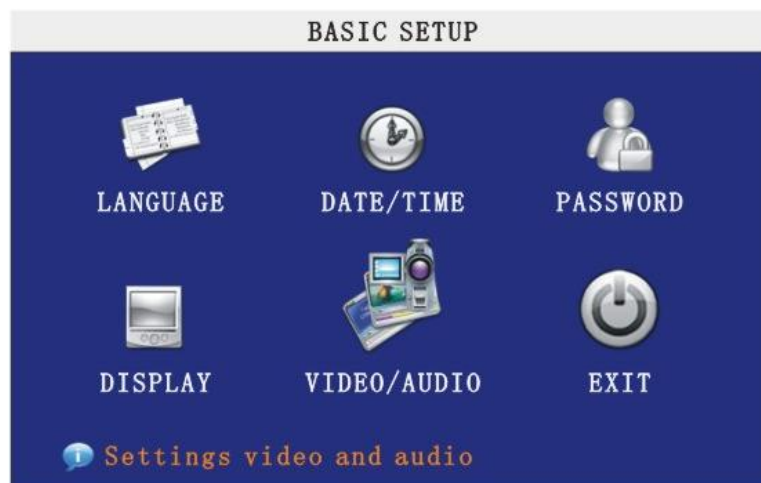 BASIC SETUP
LANGUAGE DATE/TIME PASSWORD
DISPLAY VIDEO/AUDIO EXIT
Settings video and audio